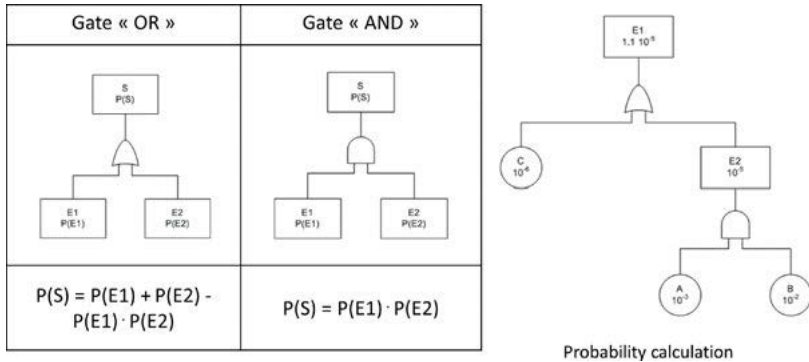 Gate « OR »
Gate « AND »
S
P(S)
E1
P(E1)
E2
P(E2)
P(S) = P(E1) + P(E2) -
P(E1) · P(E2)
S
P(S)
E1
P(E1)
E2
P(E2)
P(S) = P(E1) · P(E2)
E1
1.1 10⁻⁵
C
10⁻⁶
E2
10⁻⁵
A
10⁻³
B
10⁻²
Probability calculation